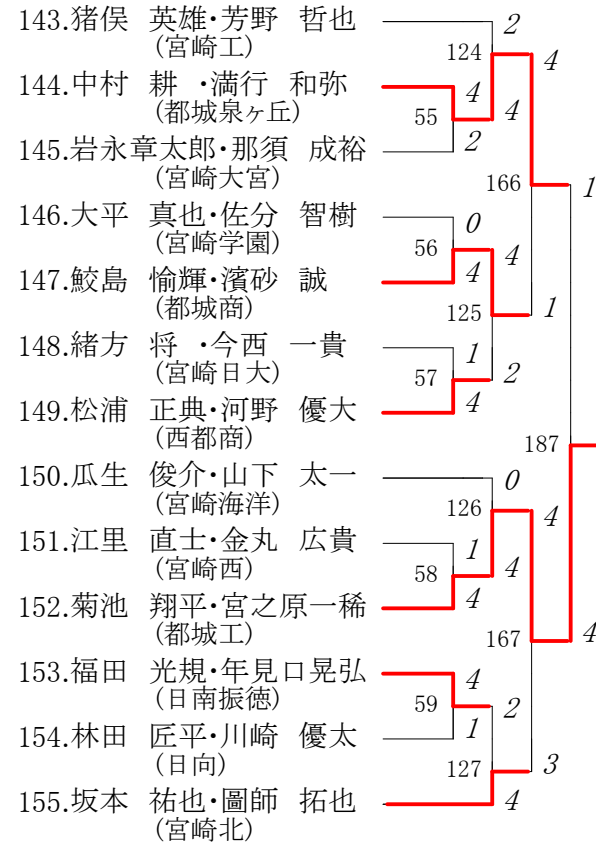 143.猪俣 英雄・芳野 哲也 2
(宮崎工) 124 4
144.中村 耕 ・満行 和弥 4
(都城泉ヶ丘) 55 4
145.岩永章太郎・那須 成裕 2
(宮崎大宮) 166 1
146.大平 真也・佐分 智樹 0
(宮崎学園) 56 4
147.鮫島 愉輝・濱砂 誠 4
(都城商) 125 1
148.緒方 将 ・今西 一貴 1
(宮崎日大) 57 2
149.松浦 正典・河野 優大 4
(西都商) 187
150.瓜生 俊介・山下 太一 0
(宮崎海洋) 126 4
151.江里 直士・金丸 広貴 1
(宮崎西) 58 4
152.菊池 翔平・宮之原一稀 4
(都城工) 167 4
153.福田 光規・年見口晃弘 4
(日南振徳) 59 2
154.林田 匠平・川崎 優太 1
(日向) 127 3
155.坂本 祐也・圖師 拓也 4
(宮崎北)